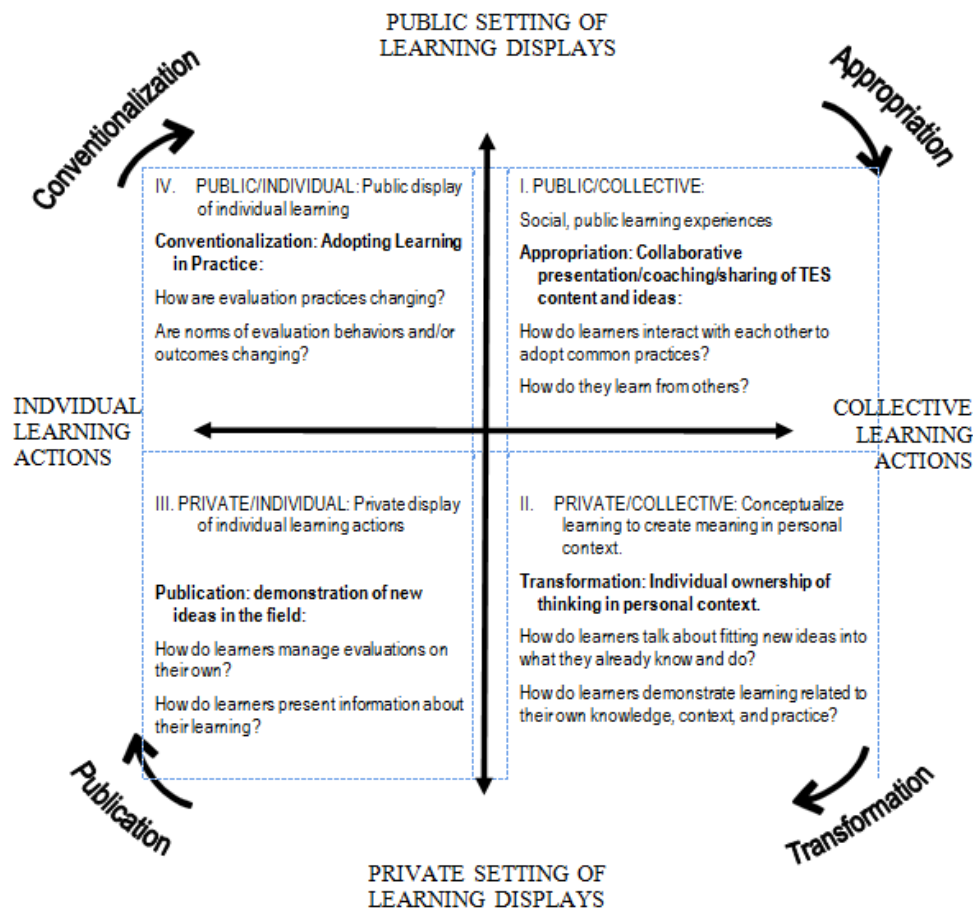 PUBLIC SETTING OF
LEARNING DISPLAYS
Conventionalization
Appropriation
IV. PUBLIC/INDIVIDUAL: Public display
of individual learning
Conventionalization: Adopting Learning
in Practice:
How are evaluation practices changing?
Are norms of evaluation behaviors and/or
outcomes changing?
I. PUBLIC/COLLECTIVE:
Social, public learning experiences
Appropriation: Collaborative
presentation/coaching/sharing of TES
content and ideas:
How do learners interact with each other to
adopt common practices?
How do they learn from others?
INDVIDUAL
LEARNING
ACTIONS
COLLECTIVE
LEARNING
ACTIONS
III. PRIVATE/INDIVIDUAL: Private display
of individual learning actions
Publication: demonstration of new
ideas in the field:
How do learners manage evaluations on
their own?
How do learners present information about
their learning?
II. PRIVATE/COLLECTIVE: Conceptualize
learning to create meaning in personal
context.
Transformation: Individual ownership of
thinking in personal context.
How do learners talk about fitting new ideas into
what they already know and do?
How do learners demonstrate learning related to
their own knowledge, context, and practice?
Publication
Transformation
PRIVATE SETTING OF
LEARNING DISPLAYS